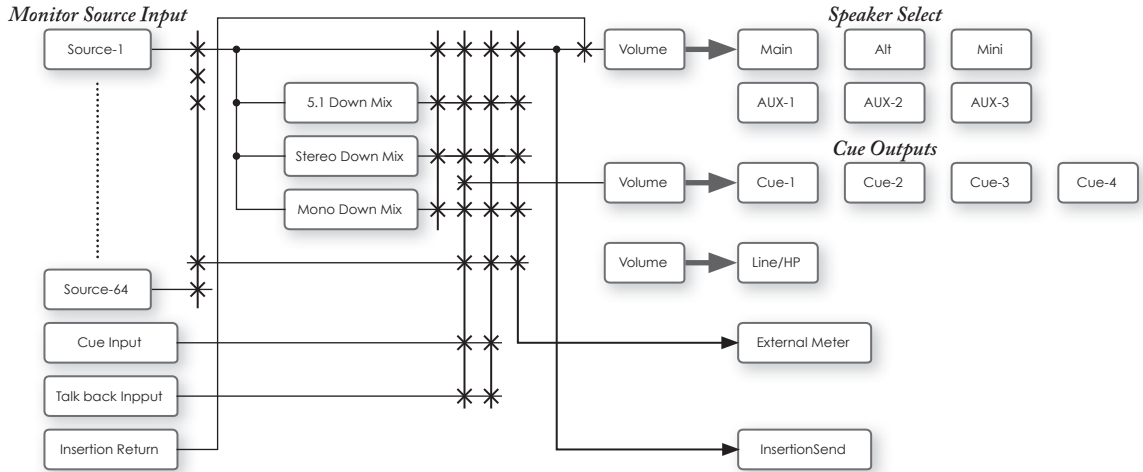 Monitor Source Input
Speaker Select
Source-1
Volume
Main
Alt
Mini
5.1 Down Mix
AUX-1
AUX-2
AUX-3
Stereo Down Mix
Cue Outputs
Volume
Cue-1
Cue-2
Cue-3
Cue-4
Mono Down Mix
Volume
Line/HP
Source-64
Cue Input
External Meter
Talk back Inpput
Insertion Return
InsertionSend